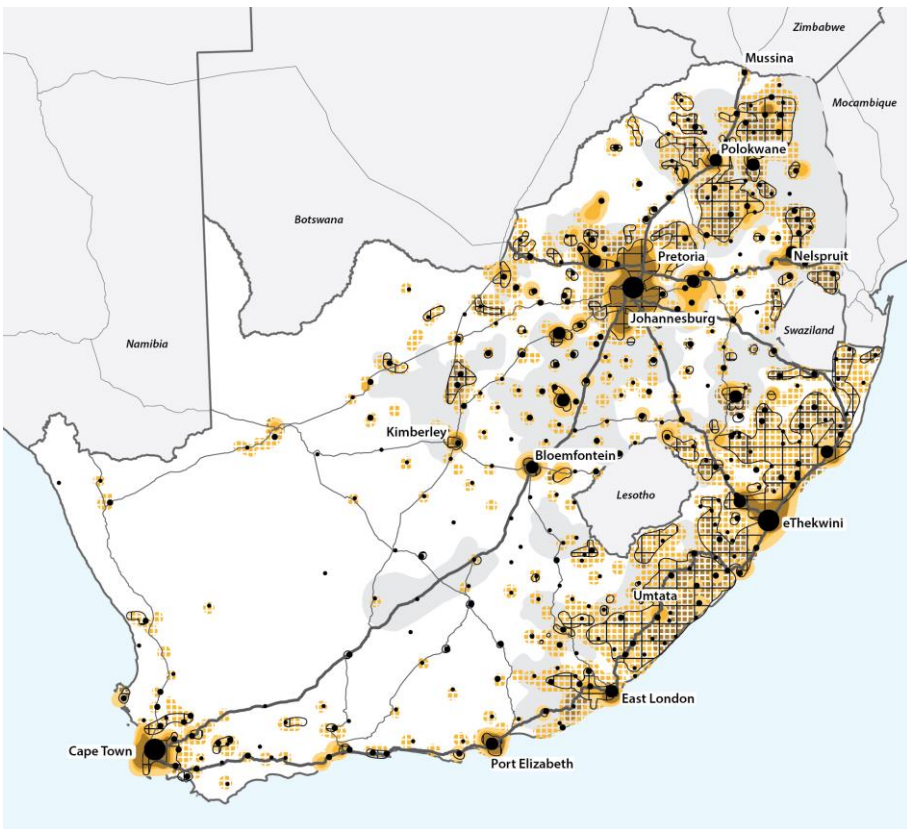 Zimbabwe
Mussina
Mocambique
Polokwane
Botswana
Pretoria
Nelspruit
Johannesburg
Swaziland
Namibia
Kimberley
Bloemfontein
Lesotho
eThekwini
Umtata
East London
Cape Town
Port Elizabeth